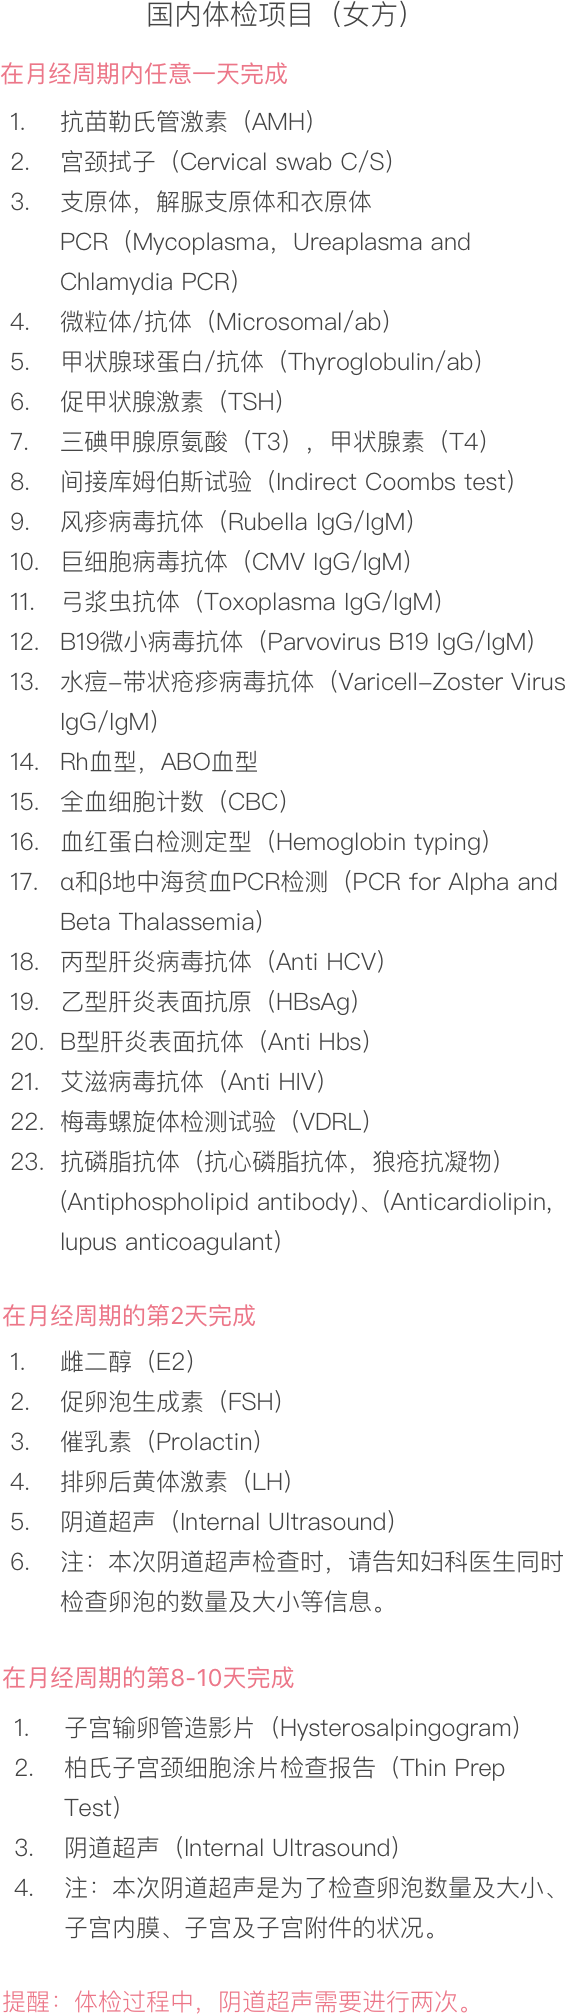 国内体检项目（女方）
在月经周期内任意一天完成
1. 抗苗勒氏管激素（AMH）
2. 宫颈拭子（Cervical swab C/S）
3. 支原体，解脲支原体和衣原体
PCR（Mycoplasma，Ureaplasma and
Chlamydia PCR）
4. 微粒体/抗体（Microsomal/ab）
5. 甲状腺球蛋白/抗体（Thyroglobulin/ab）
6. 促甲状腺激素（TSH）
7. 三碘甲腺原氨酸（T3），甲状腺素（T4）
8. 间接库姆伯斯试验（Indirect Coombs test）
9. 风疹病毒抗体（Rubella IgG/IgM）
10. 巨细胞病毒抗体（CMV IgG/IgM）
11. 弓浆虫抗体（Toxoplasma IgG/IgM）
12. B19微小病毒抗体（Parvovirus B19 IgG/IgM）
13. 水痘-带状疮疹病毒抗体（Varicell-Zoster Virus
IgG/IgM）
14. Rh血型，ABO血型
15. 全血细胞计数（CBC）
16. 血红蛋白检测定型（Hemoglobin typing）
17. α和β地中海贫血PCR检测（PCR for Alpha and
Beta Thalassemia）
18. 丙型肝炎病毒抗体（Anti HCV）
19. 乙型肝炎表面抗原（HBsAg）
20. B型肝炎表面抗体（Anti Hbs）
21. 艾滋病毒抗体（Anti HIV）
22. 梅毒螺旋体检测试验（VDRL）
23. 抗磷脂抗体（抗心磷脂抗体，狼疮抗凝物）
(Antiphospholipid antibody)、(Anticardiolipin,
lupus anticoagulant）
在月经周期的第2天完成
1. 雌二醇（E2）
2. 促卵泡生成素（FSH）
3. 催乳素（Prolactin）
4. 排卵后黄体激素（LH）
5. 阴道超声（Internal Ultrasound）
6. 注：本次阴道超声检查时，请告知妇科医生同时
检查卵泡的数量及大小等信息。
在月经周期的第8-10天完成
1. 子宫输卵管造影片（Hysterosalpingogram）
2. 柏氏子宫颈细胞涂片检查报告（Thin Prep
Test）
3. 阴道超声（Internal Ultrasound）
4. 注：本次阴道超声是为了检查卵泡数量及大小、
子宫内膜、子宫及子宫附件的状况。
提醒：体检过程中，阴道超声需要进行两次。